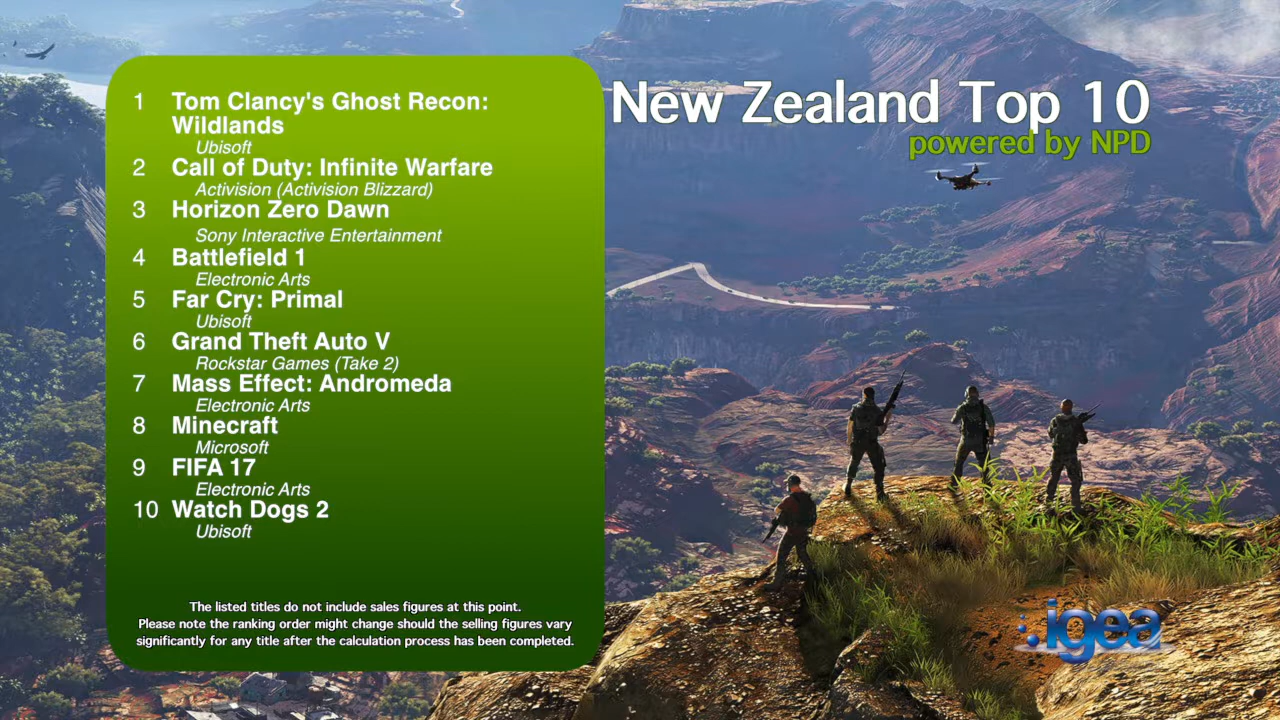 New Zealand Top 10
powered by NPD
1 Tom Clancy's Ghost Recon:
Wildlands
Ubisoft
2 Call of Duty: Infinite Warfare
Activision (Activision Blizzard)
3 Horizon Zero Dawn
Sony Interactive Entertainment
4 Battlefield 1
Electronic Arts
5 Far Cry: Primal
Ubisoft
6 Grand Theft Auto V
Rockstar Games (Take 2)
7 Mass Effect: Andromeda
Electronic Arts
8 Minecraft
Microsoft
9 FIFA 17
Electronic Arts
10 Watch Dogs 2
Ubisoft
The listed titles do not include sales figures at this point.
Please note the ranking order might change should the selling figures vary
significantly for any title after the calculation process has been completed.
igea